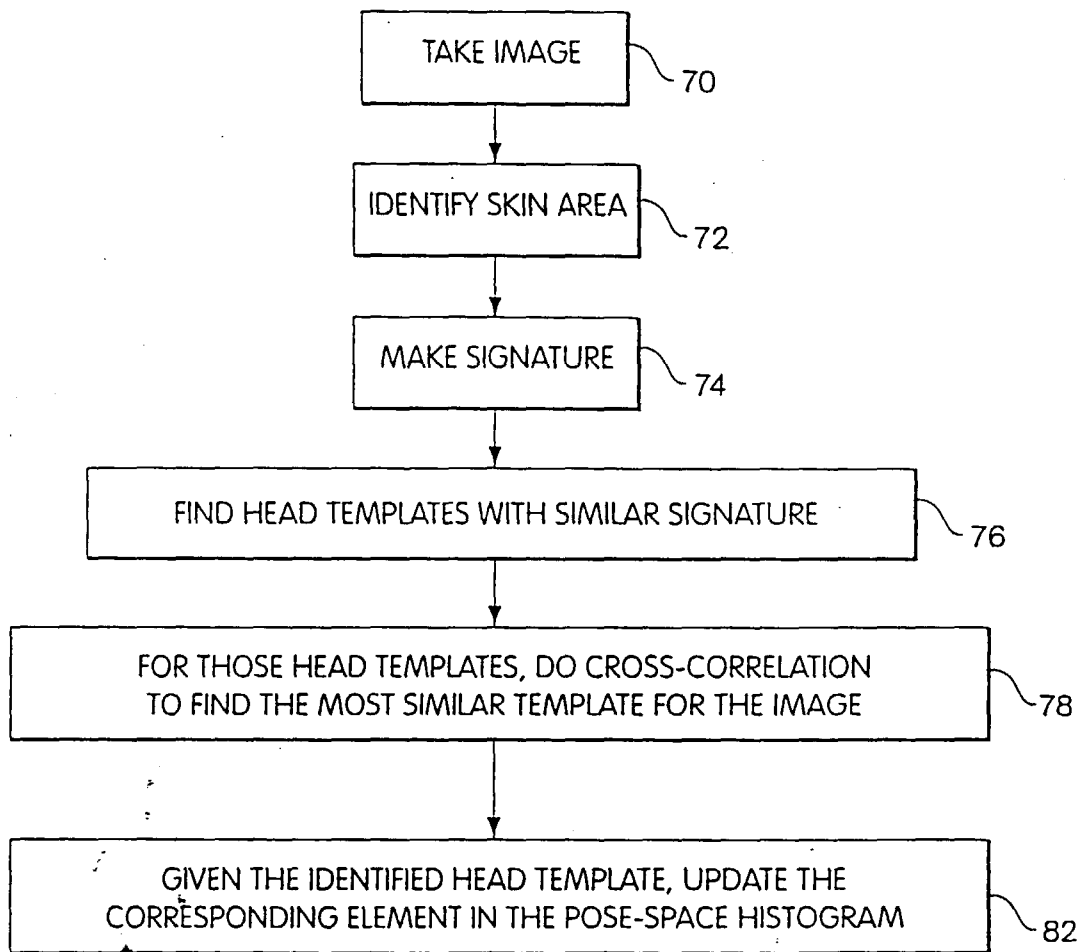 TAKE IMAGE
70
IDENTIFY SKIN AREA
72
MAKE SIGNATURE
74
FIND HEAD TEMPLATES WITH SIMILAR SIGNATURE
76
FOR THOSE HEAD TEMPLATES, DO CROSS-CORRELATION
TO FIND THE MOST SIMILAR TEMPLATE FOR THE IMAGE
78
GIVEN THE IDENTIFIED HEAD TEMPLATE, UPDATE THE
CORRESPONDING ELEMENT IN THE POSE-SPACE HISTOGRAM
82